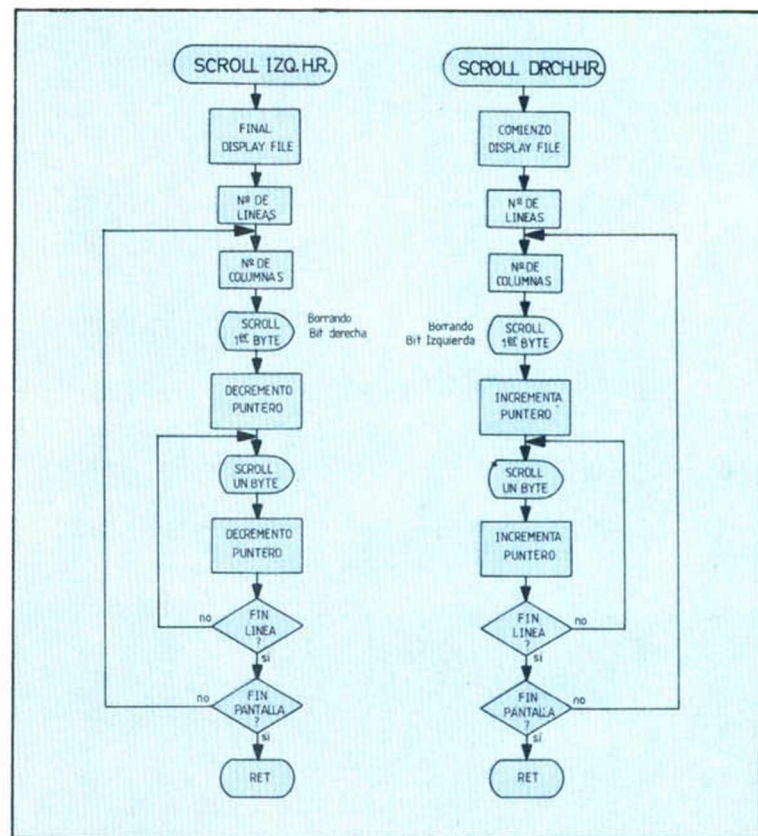 SCROLL IZQ. H.R.
FINAL
DISPLAY FILE
Nº DE
LINEAS
Nº DE
COLUMNAS
SCROLL
1ER BYTE
Borrando
Bit derecha
DECREMENTO
PUNTERO
SCROLL
UN BYTE
DECREMENTO
PUNTERO
FIN
LINEA
?
no
si
FIN
PANTALLA
?
no
si
RET
SCROLL DRCH.H.R.
COMIENZO
DISPLAY FILE
Nº DE
LINEAS
Nº DE
COLUMNAS
Borrando
Bit Izquierda
SCROLL
1ER BYTE
INCREMENTA
PUNTERO
SCROLL
UN BYTE
INCREMENTA
PUNTERO
FIN
LINEA
?
no
si
FIN
PANTALLA
?
no
si
RET